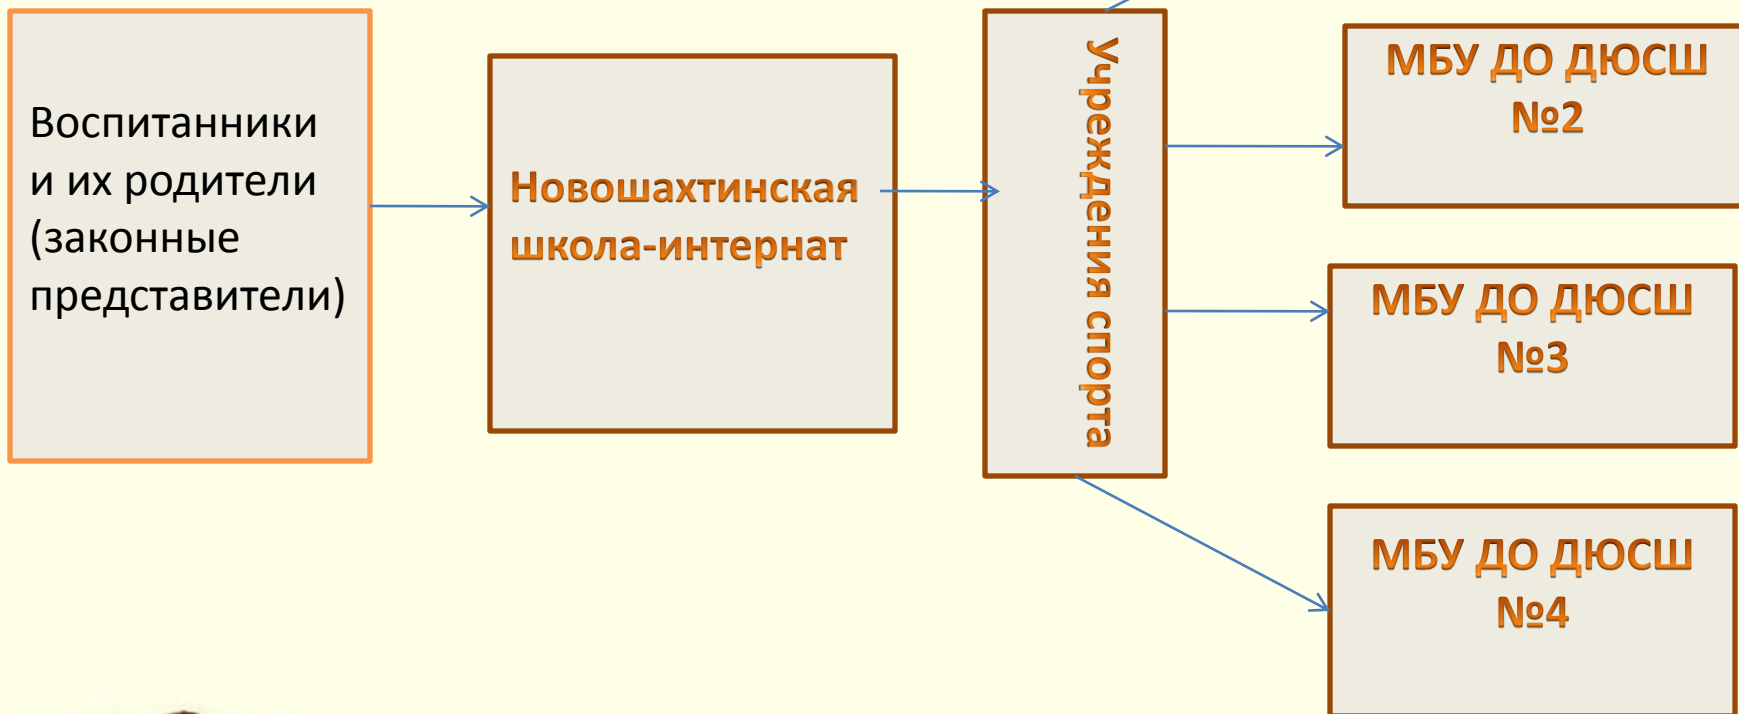 Воспитанники
и их родители
(законные
представители)
Новошахтинская
школа-интернат
Учреждения спорта
МБУ ДО ДЮСШ
№2
МБУ ДО ДЮСШ
№3
МБУ ДО ДЮСШ
№4